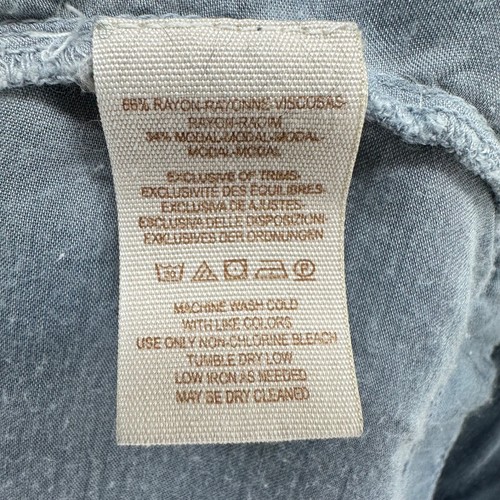 66% RAYON-RAYONNE VISCOSAS-
RAYON-RACIM
34% MODAL-MODAL-MODAL-
MODAL-MODAL
EXCLUSIVE OF TRIMS-
EXCLUSIVITÉ DES ÉQUILIBRES-
EXCLUSIVA DE AJUSTES-
ESCLUSIVA DELLE DISPOSIZIONI-
EXKLUSIVES DER ORDNUNGEN
30
MACHINE WASH COLD
WITH LIKE COLORS
USE ONLY NON-CHLORINE BLEACH
TUMBLE DRY LOW
LOW IRON AS NEEDED
MAY BE DRY CLEANED